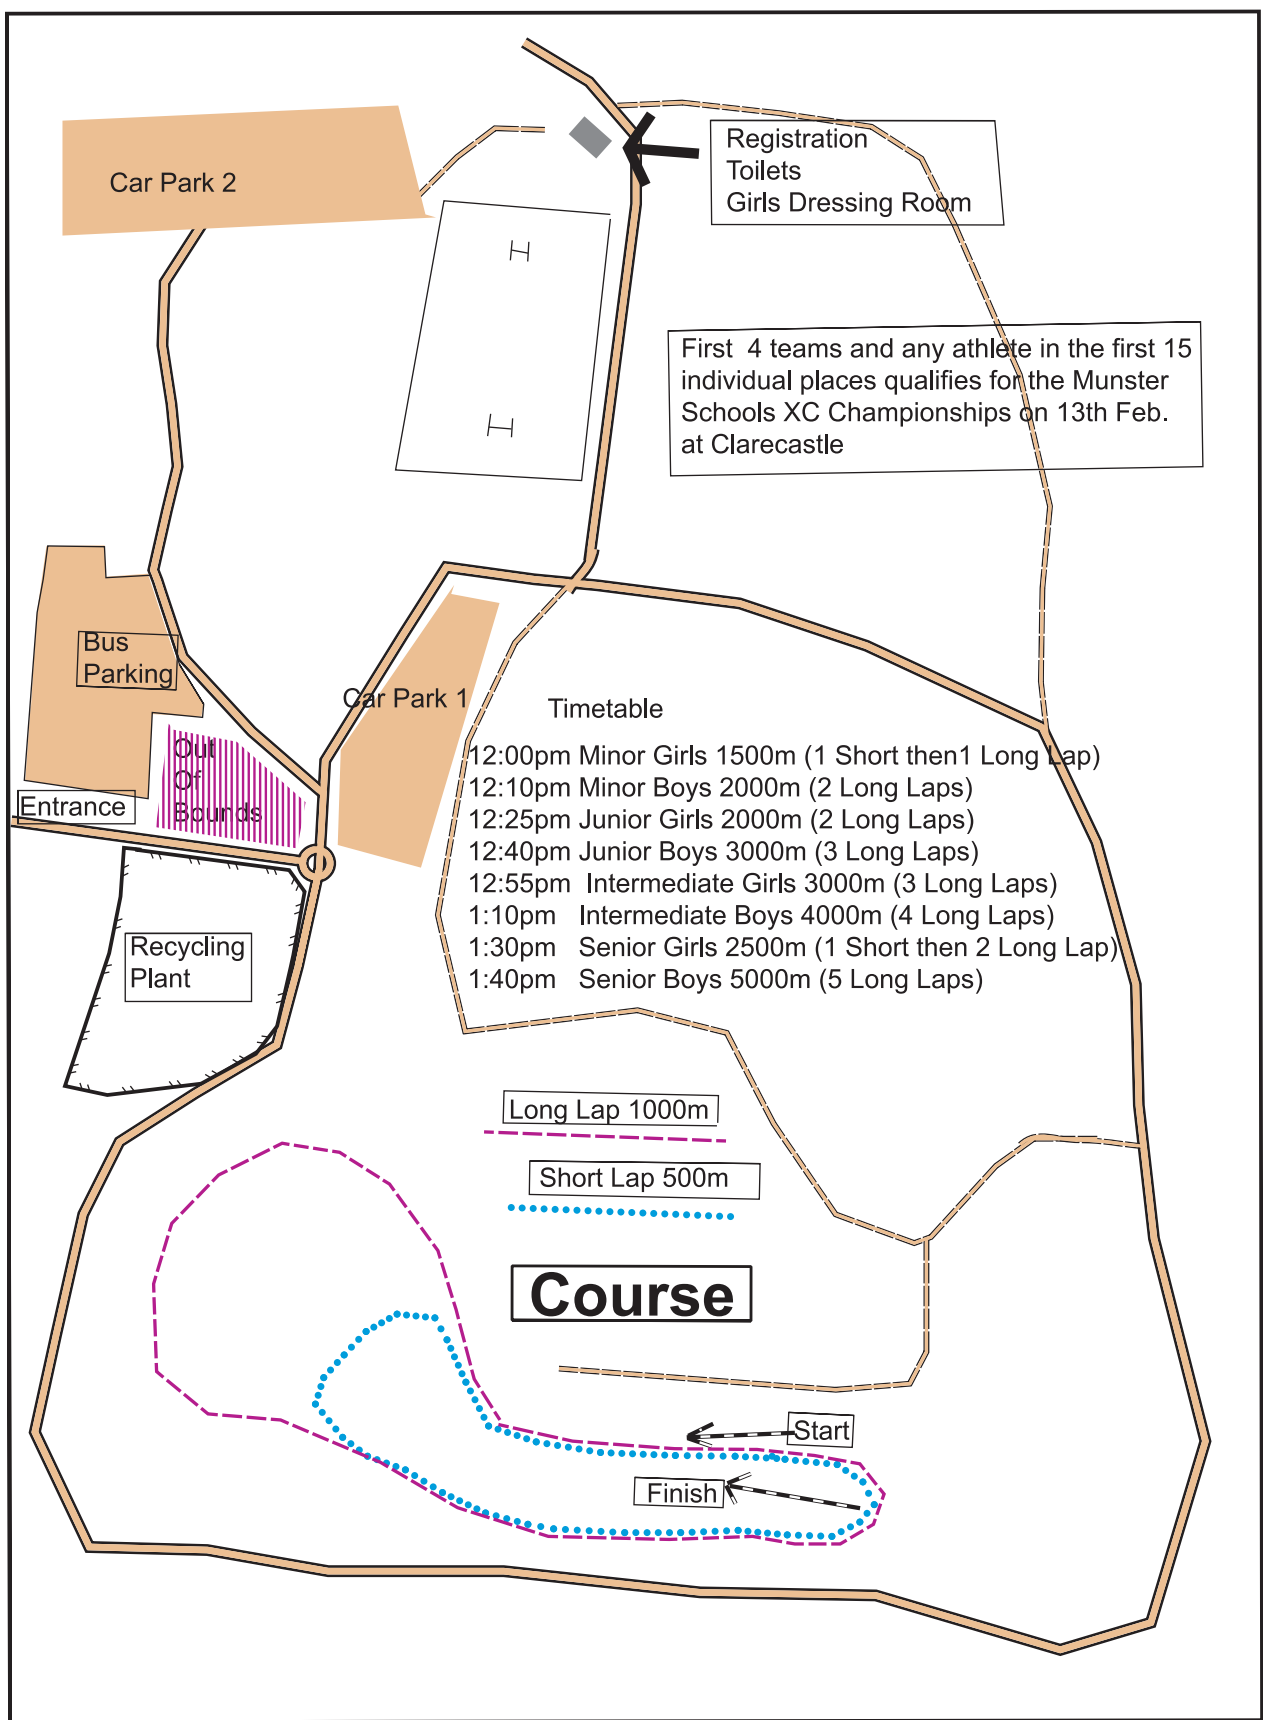 Registration
Toilets
Girls Dressing Room
Car Park 2
First 4 teams and any athlete in the first 15
individual places qualifies for the Munster
Schools XC Championships on 13th Feb.
at Clarecastle
Bus
Parking
Car Park 1
Out
Of
Bounds
Entrance
Timetable
12:00pm Minor Girls 1500m (1 Short then1 Long Lap)
12:10pm Minor Boys 2000m (2 Long Laps)
12:25pm Junior Girls 2000m (2 Long Laps)
12:40pm Junior Boys 3000m (3 Long Laps)
12:55pm Intermediate Girls 3000m (3 Long Laps)
1:10pm Intermediate Boys 4000m (4 Long Laps)
1:30pm Senior Girls 2500m (1 Short then 2 Long Lap)
1:40pm Senior Boys 5000m (5 Long Laps)
Recycling
Plant
Long Lap 1000m
Short Lap 500m
Course
Start
Finish